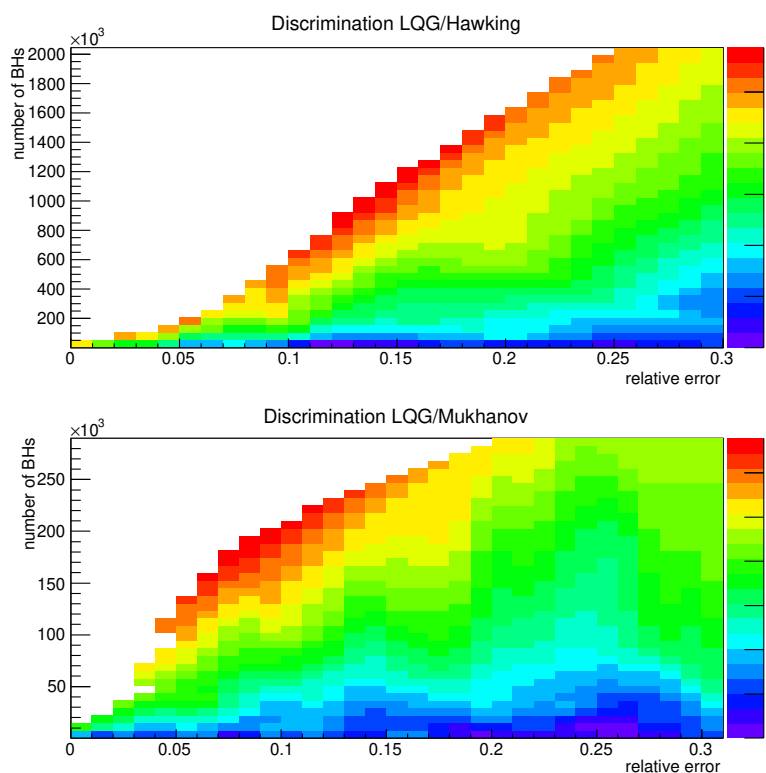 Discrimination LQG/Hawking
×10³
number of BHs
2000
1800
1600
1400
1200
1000
800
600
400
200
0 0.05 0.1 0.15 0.2 0.25 0.3
relative error
Discrimination LQG/Mukhanov
×10³
number of BHs
250
200
150
100
50
0 0.05 0.1 0.15 0.2 0.25 0.3
relative error